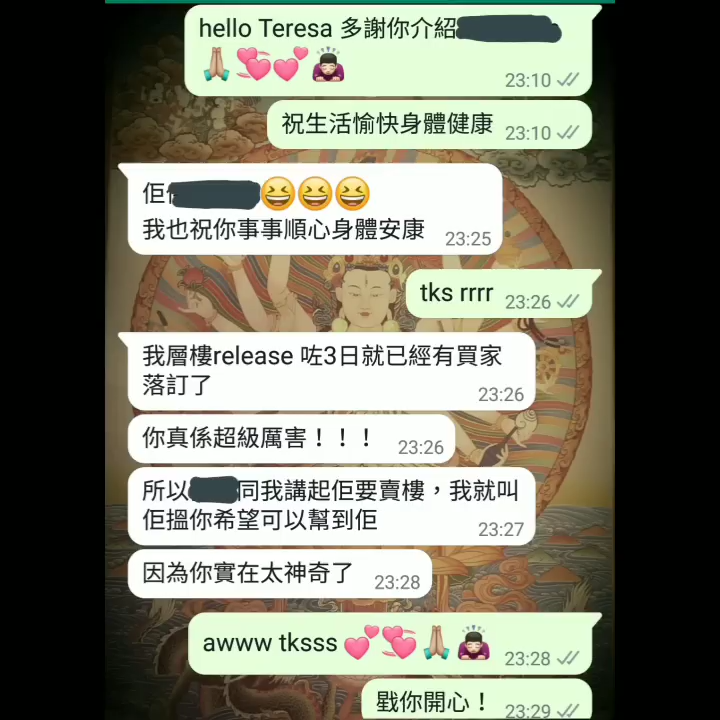 hello Teresa 多謝你介紹
🙏💞💕🙇🏻
23:10
祝生活愉快身體健康 23:10
佢 😆😆😆
我也祝你事事順心身體安康 23:25
tks rrrr 23:26
我層樓release 咗3日就已經有買家
落訂了
23:26
你真係超級厲害！！！ 23:26
所以 同我講起佢要賣樓，我就叫
佢搵你希望可以幫到佢 23:27
因為你實在太神奇了 23:28
awww tksss 💕💞🙏🙇🏻 23:28
戥你開心！ 23:29